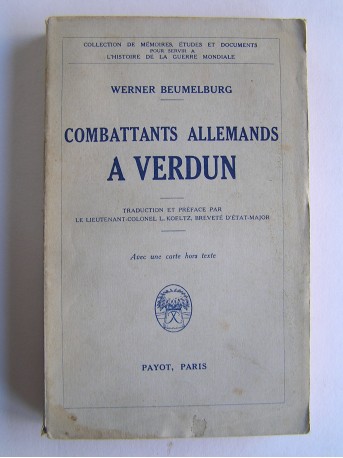 COLLECTION DE MÉMOIRES, ÉTUDES ET DOCUMENTS
POUR SERVIR A
L'HISTOIRE DE LA GUERRE MONDIALE
WERNER BEUMELBURG
COMBATTANTS ALLEMANDS
A VERDUN
TRADUCTION ET PRÉFACE PAR
LE LIEUTENANT-COLONEL L. KOELTZ, BREVETÉ D'ÉTAT-MAJOR
Avec une carte hors texte
PAYOT, PARIS